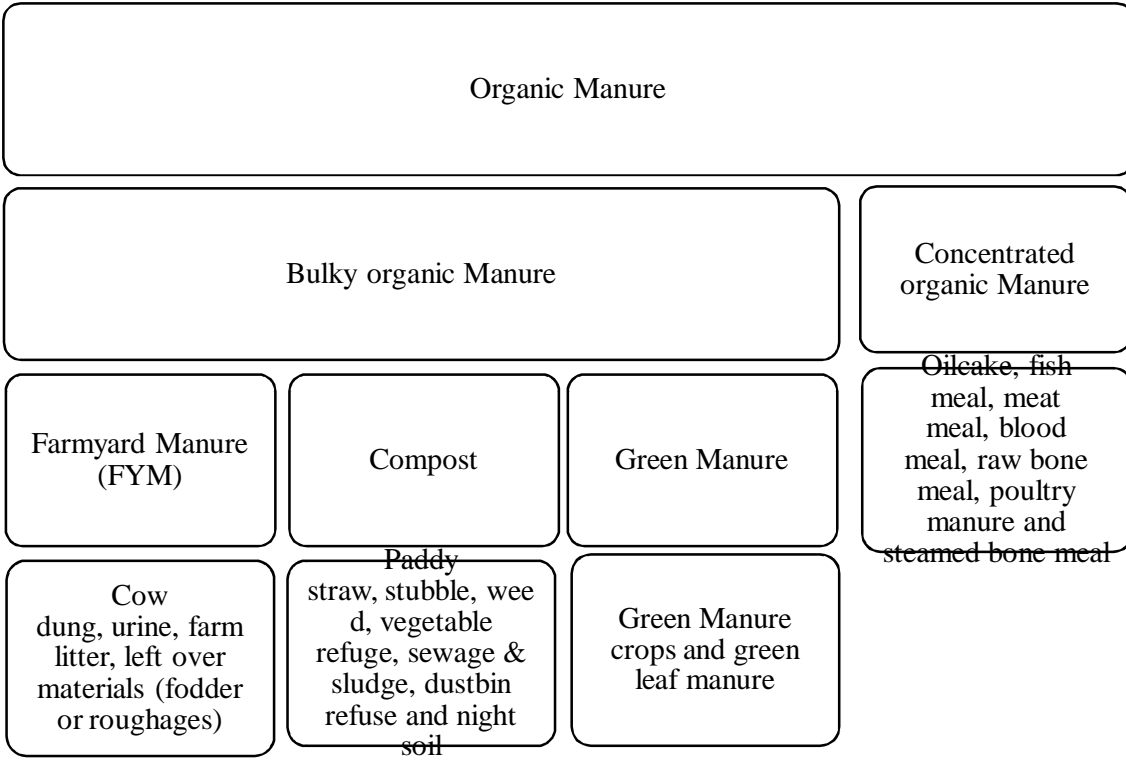 Organic Manure
Bulky organic Manure
Concentrated
organic Manure
Farmyard Manure
(FYM)
Compost
Green Manure
Oilcake, fish
meal, meat
meal, blood
meal, raw bone
meal, poultry
manure and
steamed bone meal
Cow
dung, urine, farm
litter, left over
materials (fodder
or roughages)
Paddy
straw, stubble, wee
d, vegetable
refuge, sewage &
sludge, dustbin
refuse and night
soil
Green Manure
crops and green
leaf manure